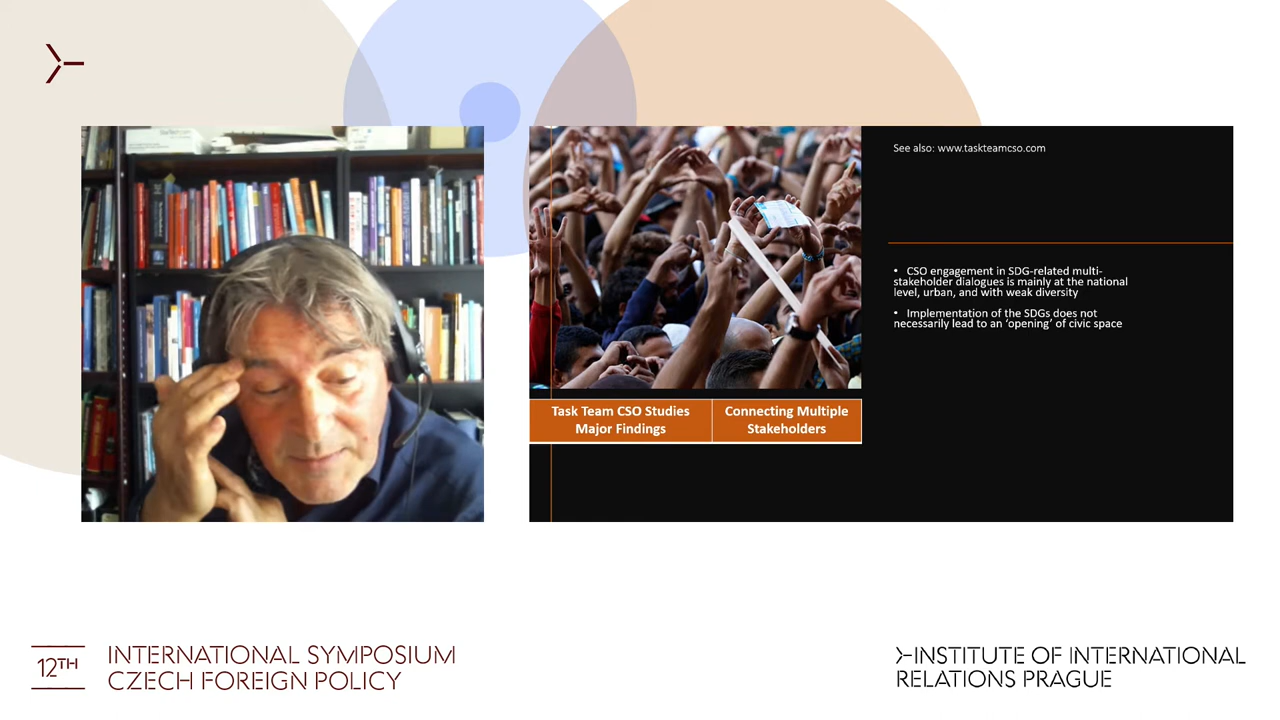 See also: www.taskteamcso.com
• CSO engagement in SDG-related multi-
stakeholder dialogues is mainly at the national
level, urban, and with weak diversity
• Implementation of the SDGs does not
necessarily lead to an ‘opening’ of civic space
Task Team CSO Studies
Major Findings
Connecting Multiple
Stakeholders
12TH
INTERNATIONAL SYMPOSIUM
CZECH FOREIGN POLICY
INSTITUTE OF INTERNATIONAL
RELATIONS PRAGUE